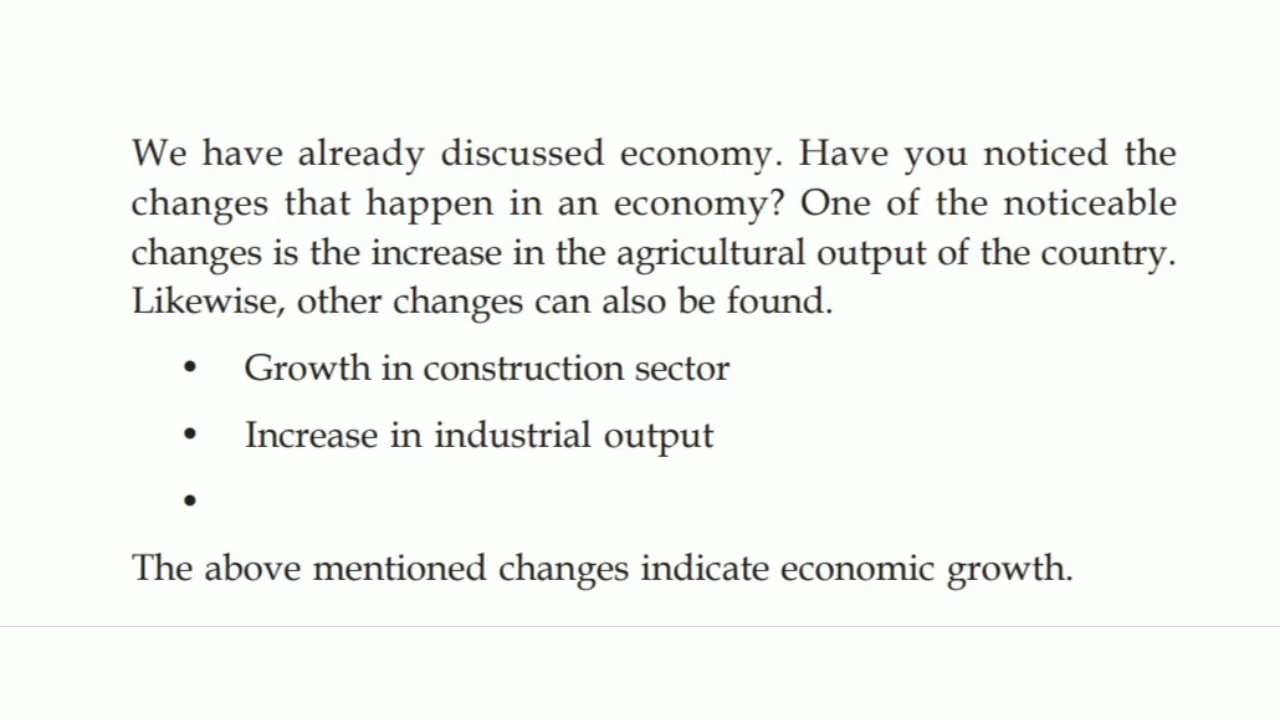 We have already discussed economy. Have you noticed the
changes that happen in an economy? One of the noticeable
changes is the increase in the agricultural output of the country.
Likewise, other changes can also be found.
• Growth in construction sector
• Increase in industrial output
•
The above mentioned changes indicate economic growth.